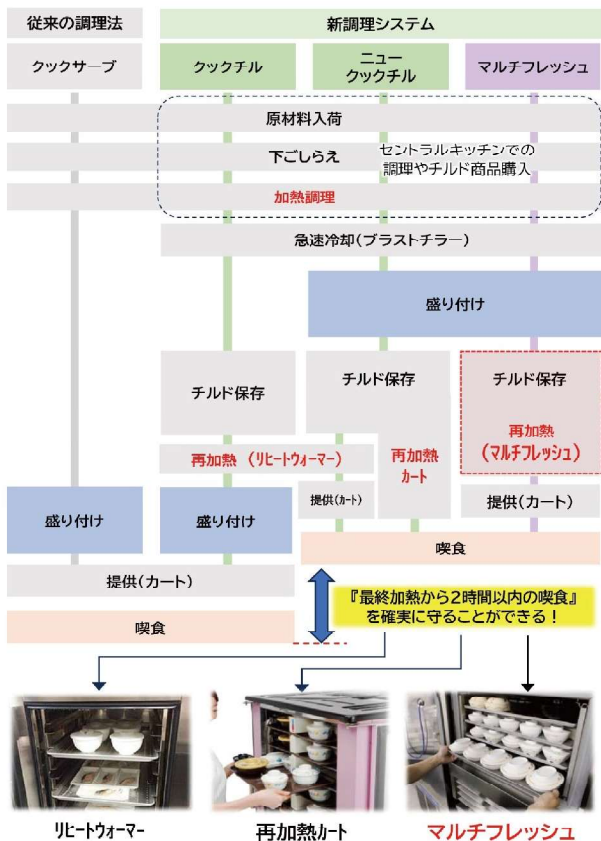 従来の調理法
新調理システム
クックサーブ
クックチル
ニュー
クックチル
マルチフレッシュ
原材料入荷
下ごしらえ
セントラルキッチンでの
調理やチルド商品購入
加熱調理
急速冷却(ブラストチラー)
盛り付け
チルド保存
チルド保存
チルド保存
再加熱
(マルチフレッシュ)
再加熱 (リヒートウォーマー)
再加熱
カート
提供(カート)
提供(カート)
盛り付け
盛り付け
喫食
提供(カート)
『最終加熱から2時間以内の喫食』
を確実に守ることができる!
喫食
リヒートウォーマー
再加熱カート
マルチフレッシュ